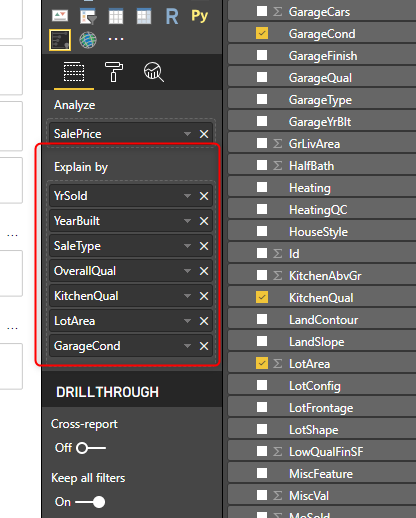 R Py
...
Analyze
SalePrice
Explain by
YrSold
YearBuilt
SaleType
OverallQual
KitchenQual
LotArea
GarageCond
DRILLTHROUGH
Cross-report
Off
Keep all filters
On
...
...
GarageCars
GarageCond
GarageFinish
GarageQual
GarageType
GarageYrBlt
GrLivArea
HalfBath
Heating
HeatingQC
HouseStyle
Id
KitchenAbvGr
KitchenQual
LandContour
LandSlope
LotArea
LotConfig
LotFrontage
LotShape
LowQualFinSF
MiscFeature
MiscVal
MoSold